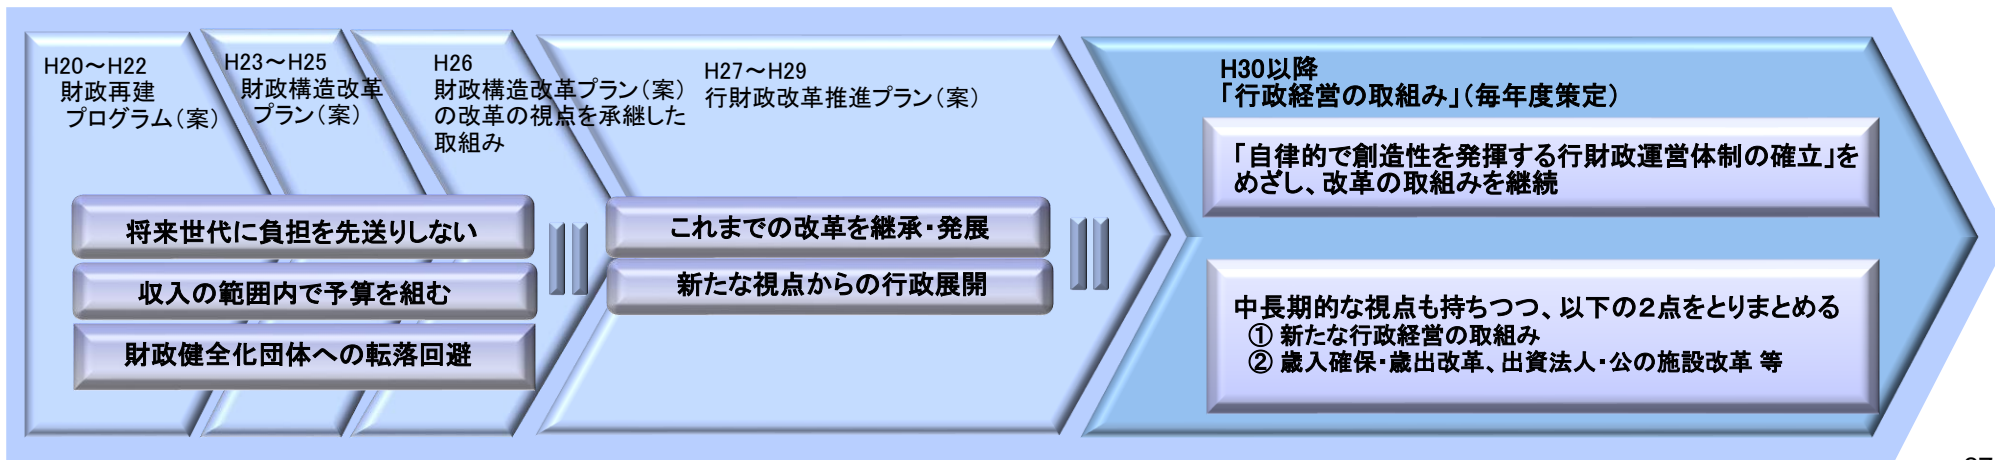 H20～H22
財政再建
プログラム（案）
H23～H25
財政構造改革
プラン（案）
H26
財政構造改革プラン（案）
の改革の視点を承継した
取組み
H27～H29
行財政改革推進プラン（案）
H30以降
「行政経営の取組み」（毎年度策定）
将来世代に負担を先送りしない
収入の範囲内で予算を組む
財政健全化団体への転落回避
これまでの改革を継承・発展
新たな視点からの行政展開
「自律的で創造性を発揮する行財政運営体制の確立」を
めざし、改革の取組みを継続
中長期的な視点も持ちつつ、以下の２点をとりまとめる
① 新たな行政経営の取組み
② 歳入確保・歳出改革、出資法人・公の施設改革 等